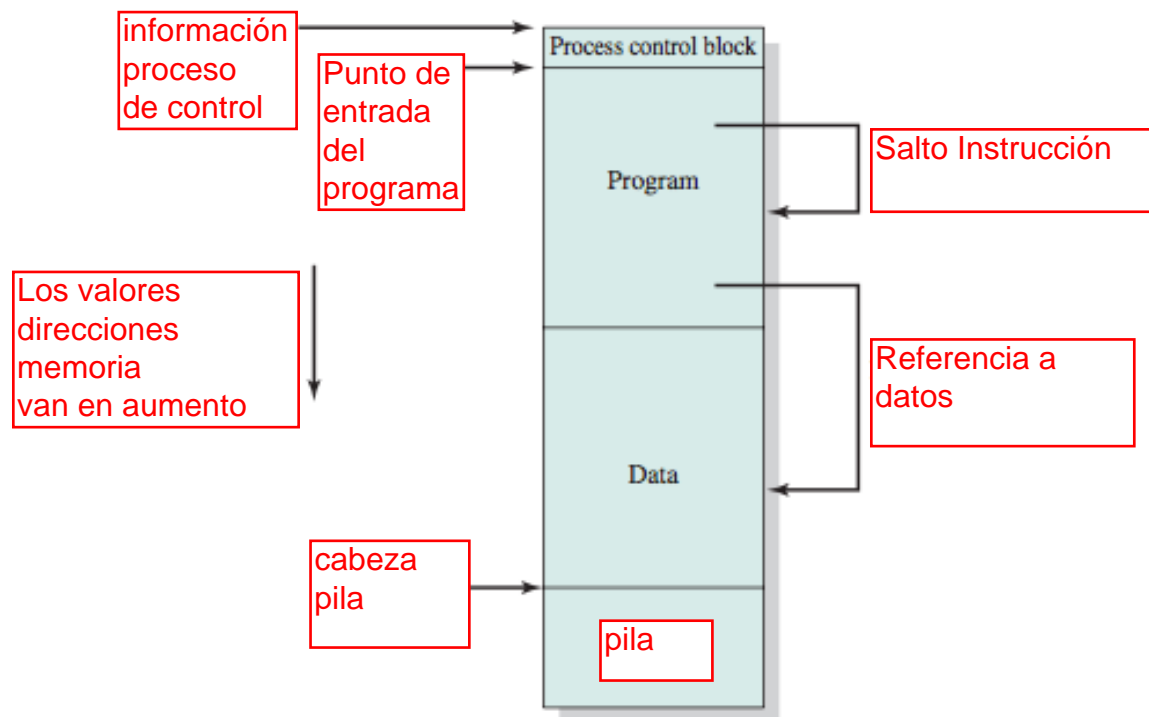 información
proceso
de control
Process control block
Punto de
entrada
del
programa
Salto Instrucción
Program
Los valores
direcciones
memoria
van en aumento
Referencia a
datos
Data
cabeza
pila
pila